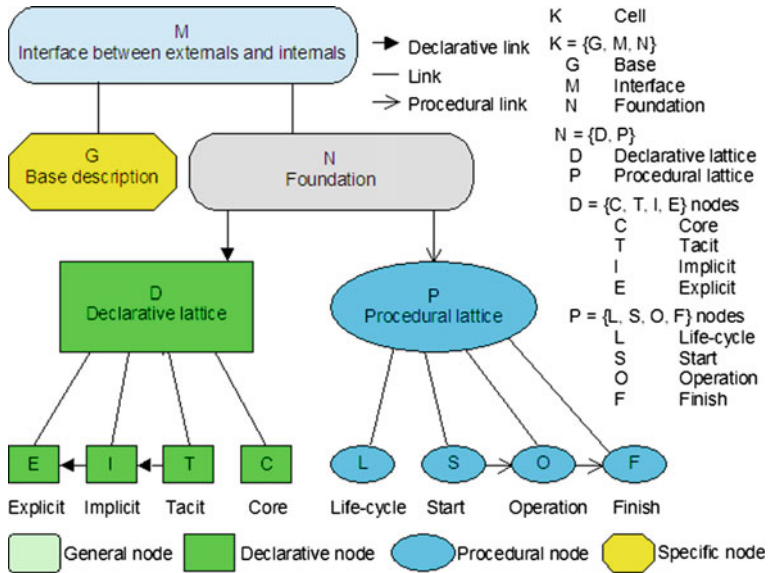 M
Interface between externals and internals
Declarative link
Link
Procedural link
G
Base description
N
Foundation
D
Declarative lattice
P
Procedural lattice
E
I
T
C
L
S
O
F
Explicit
Implicit
Tacit
Core
Life-cycle
Start
Operation
Finish
General node
Declarative node
Procedural node
Specific node
K Cell
K = {G, M, N}
G Base
M Interface
N Foundation
N = {D, P}
D Declarative lattice
P Procedural lattice
D = {C, T, I, E} nodes
C Core
T Tacit
I Implicit
E Explicit
P = {L, S, O, F} nodes
L Life-cycle
S Start
O Operation
F Finish